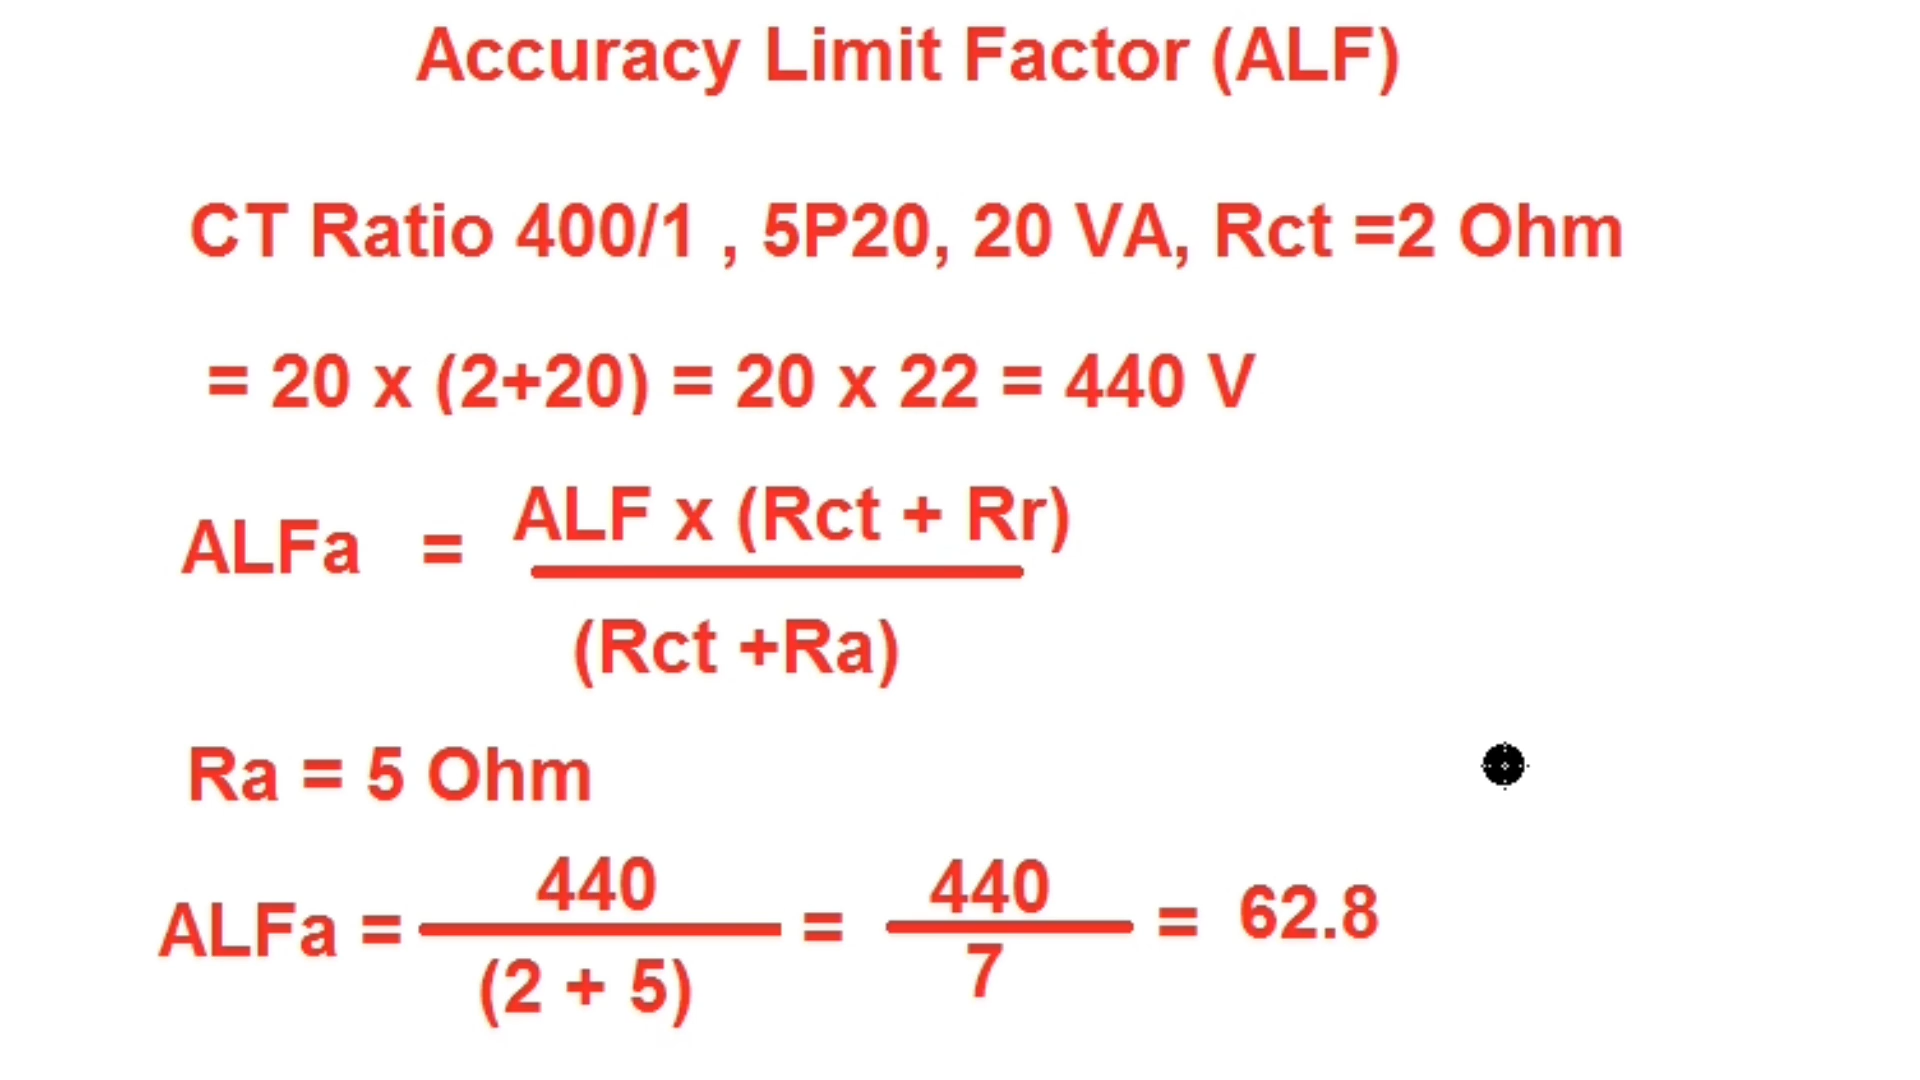 Accuracy Limit Factor (ALF)
CT Ratio 400/1 , 5P20, 20 VA, Rct =2 Ohm
= 20 x (2+20) = 20 x 22 = 440 V
ALFa = ALF x (Rct + Rr)
(Rct +Ra)
Ra = 5 Ohm
ALFa = 440 = 440 = 62.8
(2 + 5) 7